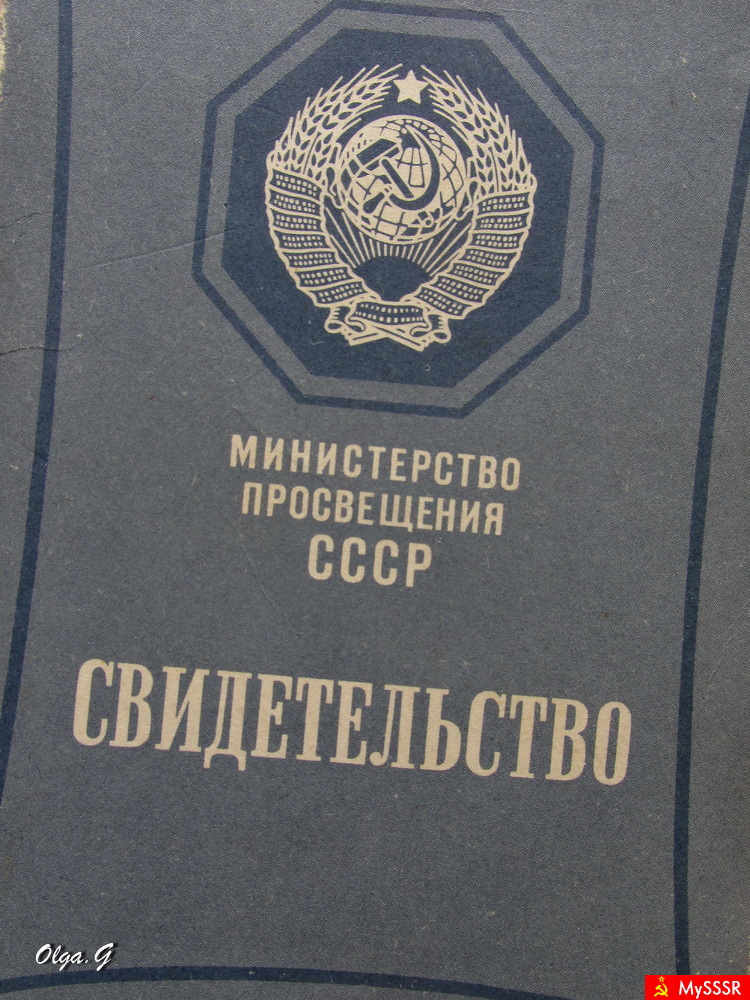 МИНИСТЕРСТВО
ПРОСВЕЩЕНИЯ
СССР
СВИДЕТЕЛЬСТВО
Olga.G
MySSSR